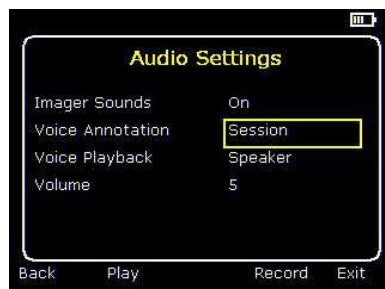 Audio Settings
Imager Sounds On
Voice Annotation Session
Voice Playback Speaker
Volume 5
Back Play Record Exit